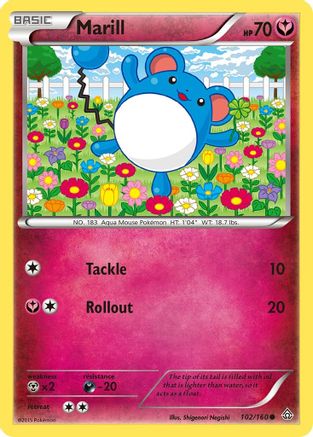 BASIC
Marill
HP70
NO. 183 Aqua Mouse Pokémon HT: 1'04" WT: 18.7 lbs.
Tackle 10
Rollout 20
weakness
×2
resistance
-20
retreat
The tip of its tail is filled with oil
that is lighter than water, so it
acts as a float.
©2015 Pokémon
Illus. Shigenori Negishi
102/160